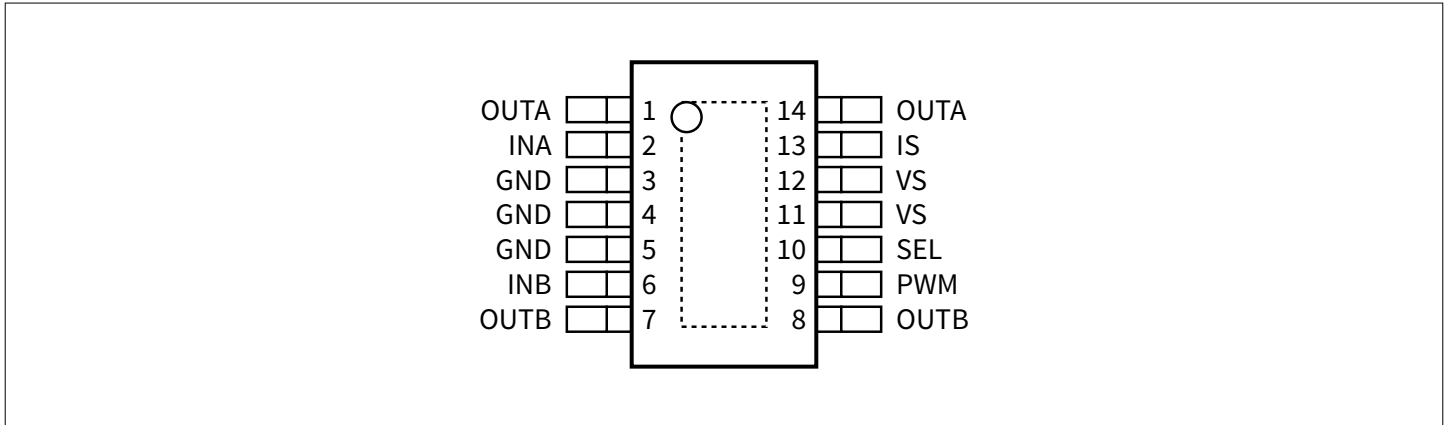 OUTA 1 14 OUTA
INA 2 13 IS
GND 3 12 VS
GND 4 11 VS
GND 5 10 SEL
INB 6 9 PWM
OUTB 7 8 OUTB